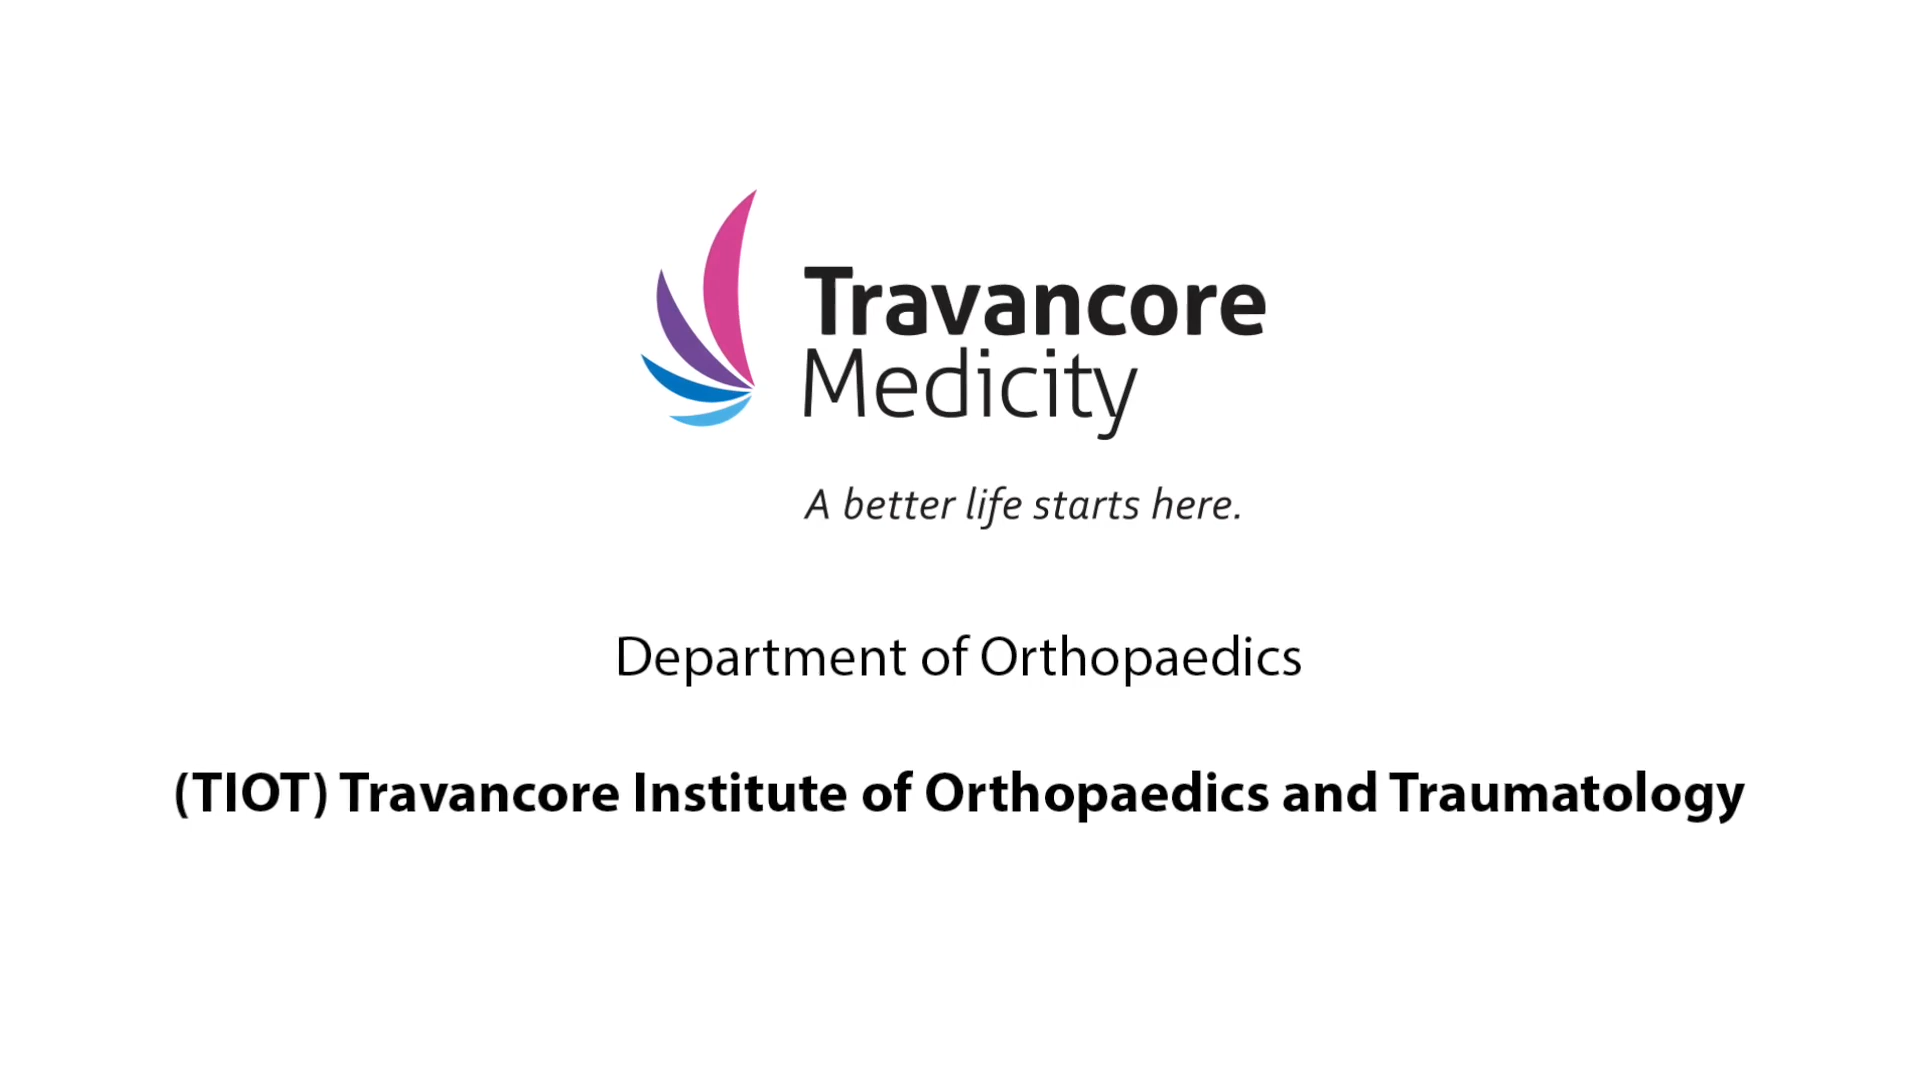 Travancore
Medicity
A better life starts here.
Department of Orthopaedics
(TIOT) Travancore Institute of Orthopaedics and Traumatology